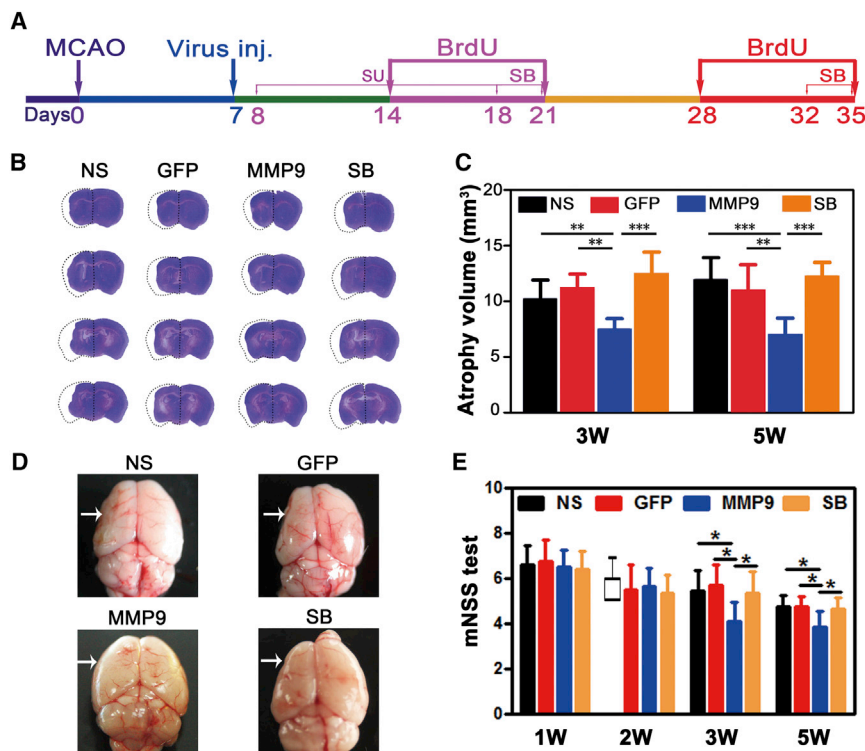 A
MCAO Virus inj. BrdU BrdU
SU SB SB
Days 0 7 8 14 18 21 28 32 35
B
NS GFP MMP9 SB
C
Atrophy volume (mm³)
20
15
10
5
0
NS GFP MMP9 SB
** *** *** ***
** **
3W 5W
D
NS GFP
MMP9 SB
E
mNSS test
10
8
6
4
2
0
NS GFP MMP9 SB
* * * * * *
1W 2W 3W 5W